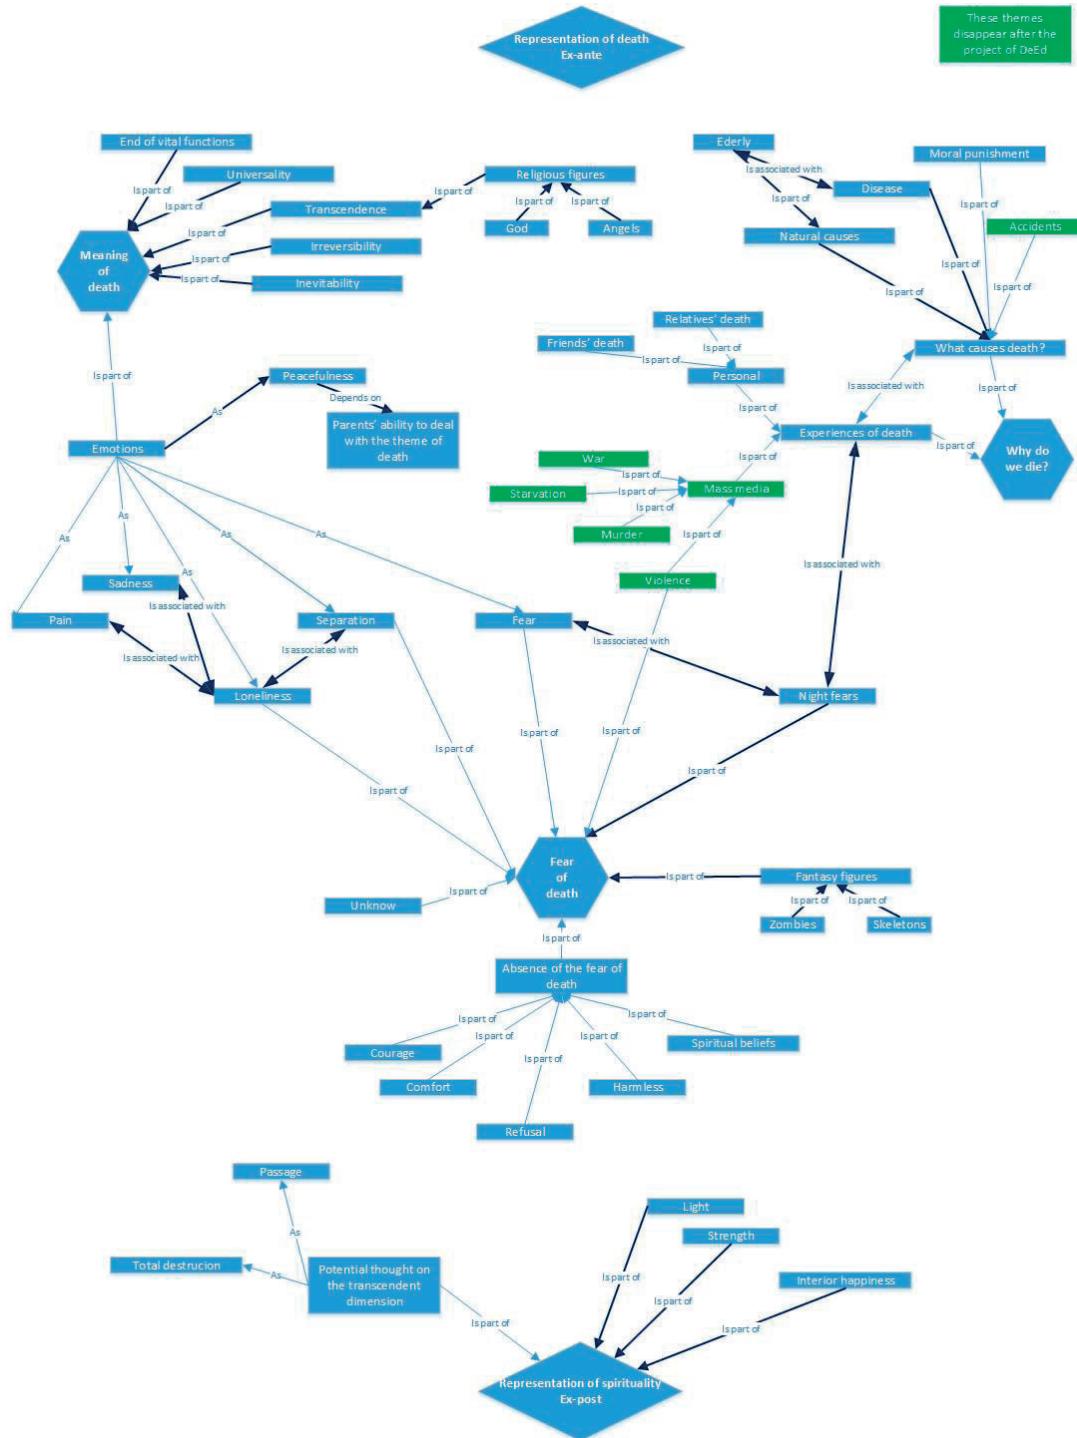 Representation of death
Ex-ante
These themes
disappear after the
project of DeEd
End of vital functions
Is part of
Universality
Is part of
Transcendence
Is part of
Irreversibility
Is part of
Inevitability
Is part of
Meaning
of
death
Is part of
Religious figures
Is part of
Is part of
God
Angels
Ederly
Is associated with
Disease
Is part of
Natural causes
Is part of
Moral punishment
Is part of
Accidents
Is part of
Is part of
What causes death?
Is part of
Is associated with
Relatives' death
Is part of
Friends' death
Is part of
Personal
Is part of
Experiences of death
Is part of
Why do
we die?
War
Is part of
Starvation
Is part of
Mass media
Is part of
Is part of
Murder
Is part of
Violence
Is part of
Is associated with
Is part of
Peacefulness
Depends on
Parents' ability to deal
with the theme of
death
As
Emotions
As
As
As
As
As
Sadness
Is associated with
Pain
Is associated with
Separation
Is associated with
Loneliness
Fear
Is associated with
Night fears
Is part of
Is part of
Is part of
Is part of
Fear
of
death
Is part of
Unknow
Is part of
Fantasy figures
Is part of
Is part of
Zombies
Skeletons
Is part of
Absence of the fear of
death
Is part of
Is part of
Is part of
Is part of
Is part of
Courage
Comfort
Refusal
Harmless
Spiritual beliefs
Passage
As
Total destrucion
As
Potential thought on
the transcendent
dimension
Is part of
Light
Is part of
Strength
Is part of
Interior happiness
Is part of
Representation of spirituality
Ex-post